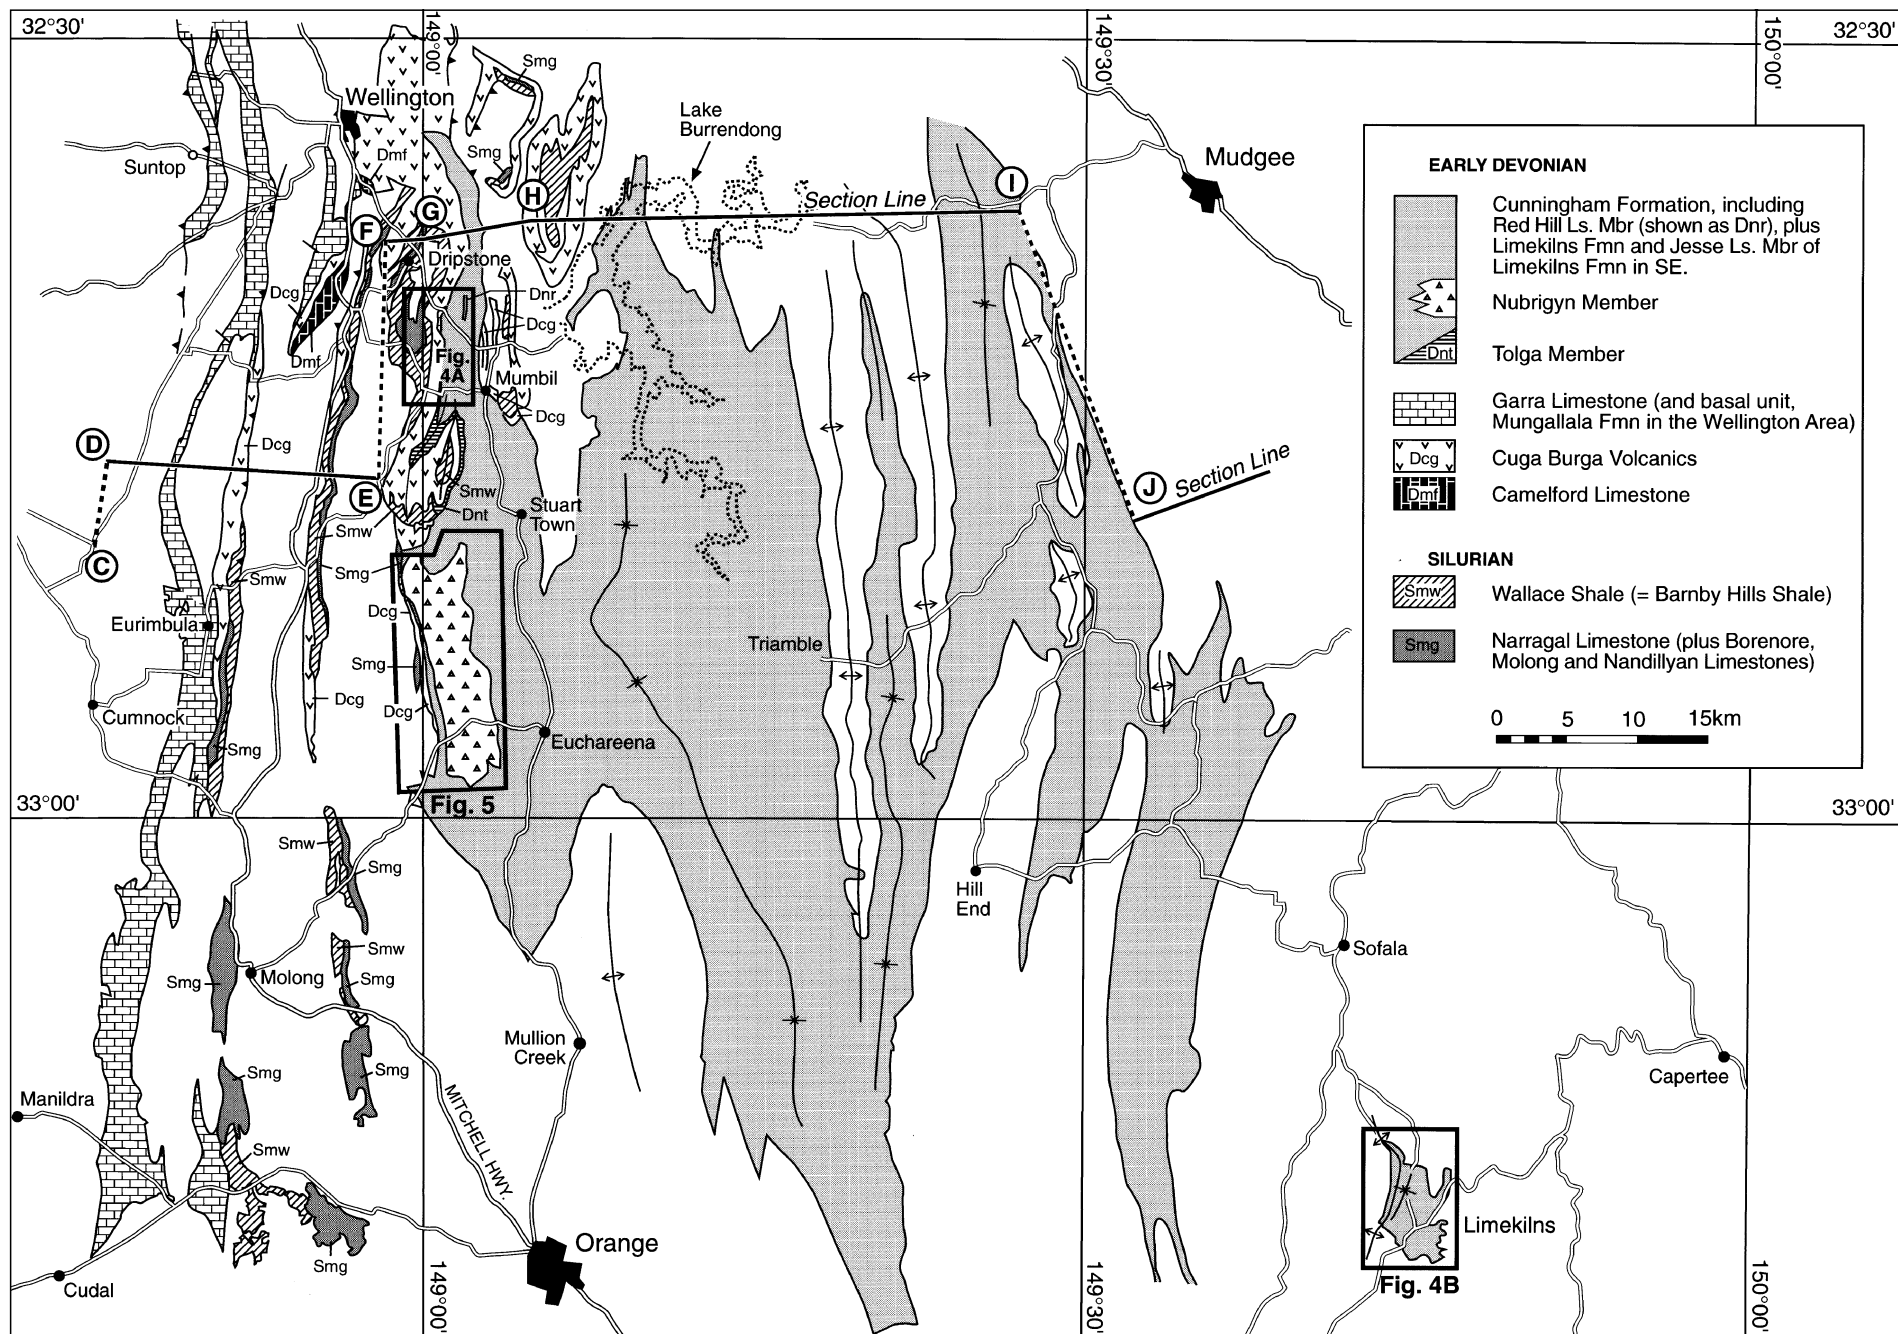 32°30'
149°00'
149°30'
150°00'
32°30'
Smg
Wellington
Lake
Burrendong
Mudgee
Suntop
Dmf
Smg
H
I
Section Line
G
F
Dripstone
Dcg
Dnr
Dcg
Dmf
Fig.
4A
Mumbil
Dcg
D
Dcg
E
Smw
Dnt
Stuart
Town
J
Section Line
Smw
C
Smw
Smg
Dcg
Eurimbula
Triamble
Smg
Dcg
Dcg
Cumnock
Smg
Euchareena
33°00'
Fig. 5
33°00'
Smw
Smg
Hill
End
Smw
Sofala
Smg
Molong
Smg
Mullion
Creek
Smg
Smg
Capertee
Manildra
MITCHELL HWY.
Smw
Limekilns
Orange
Smg
Cudal
Fig. 4B
149°00'
149°30'
150°00'
EARLY DEVONIAN
Cunningham Formation, including
Red Hill Ls. Mbr (shown as Dnr), plus
Limekilns Fmn and Jesse Ls. Mbr of
Limekilns Fmn in SE.
Nubrigyn Member
Dnt
Tolga Member
Garra Limestone (and basal unit,
Mungallala Fmn in the Wellington Area)
Dcg
Cuga Burga Volcanics
Dmf
Camelford Limestone
SILURIAN
Smw
Wallace Shale (= Barnby Hills Shale)
Smg
Narragal Limestone (plus Borenore,
Molong and Nandillyan Limestones)
0 5 10 15km